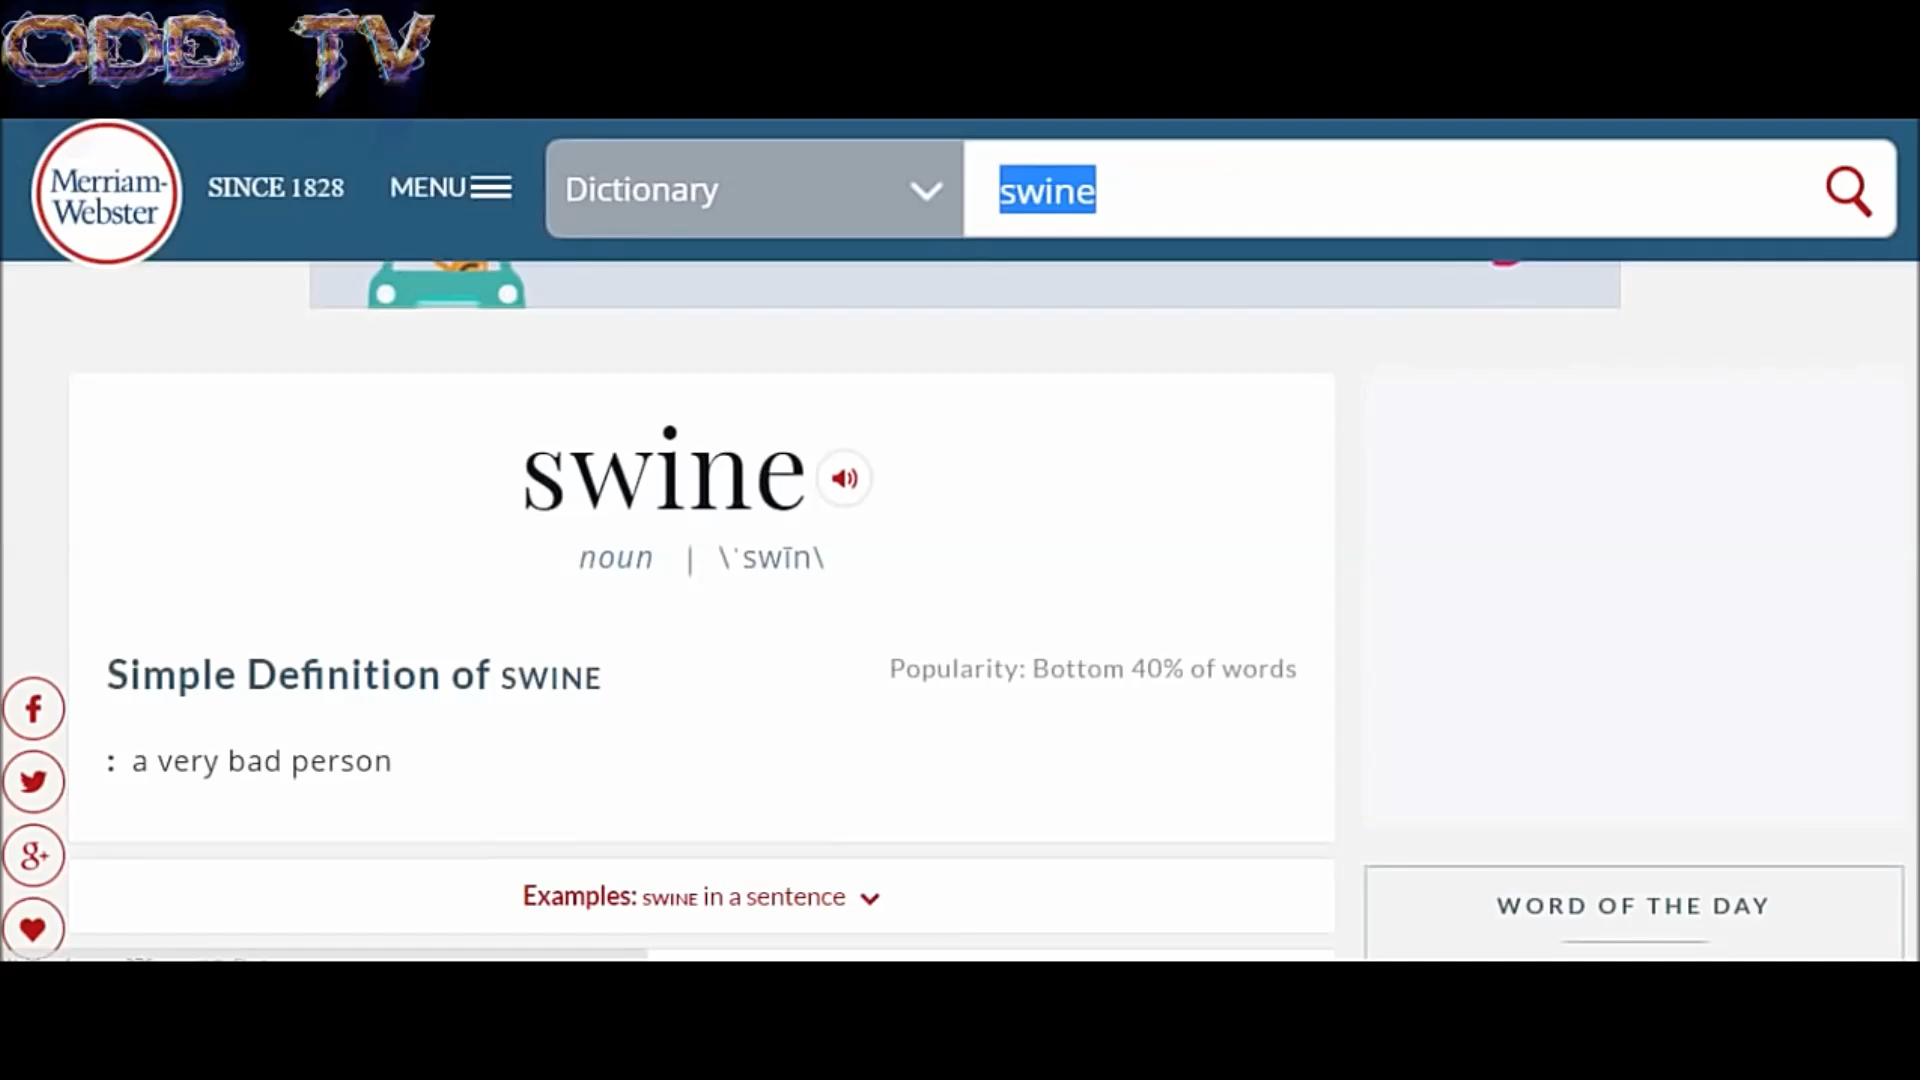 ODD TV
Merriam-
Webster
SINCE 1828
MENU
Dictionary
swine
swine
noun | \ˈswīn\
Simple Definition of SWINE
Popularity: Bottom 40% of words
: a very bad person
Examples: SWINE in a sentence
WORD OF THE DAY
f
g+